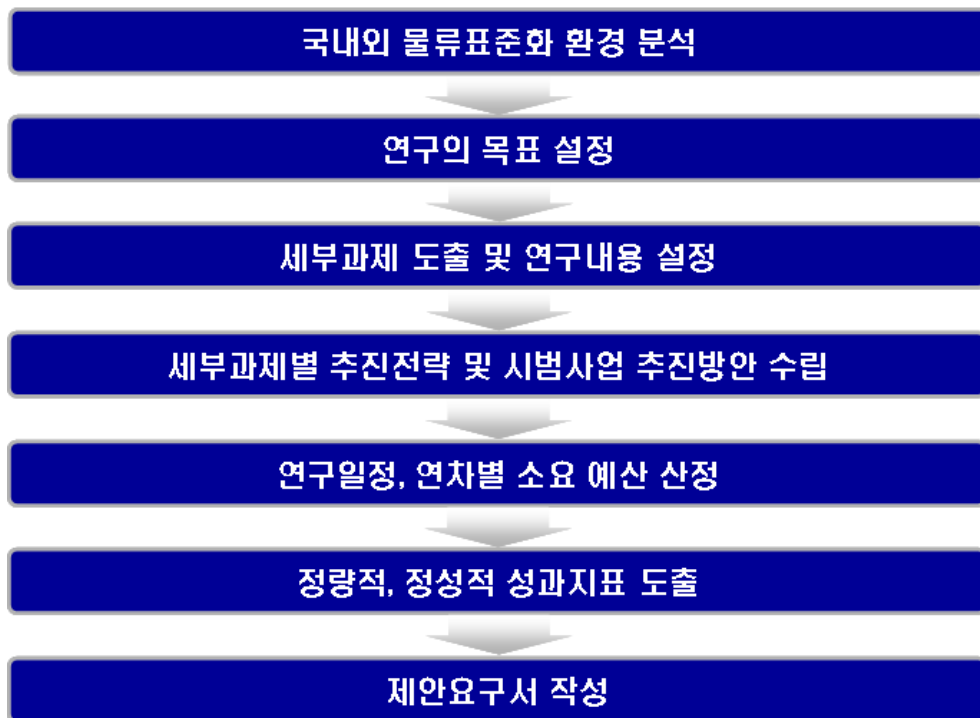 국내외 물류표준화 환경 분석
연구의 목표 설정
세부과제 도출 및 연구내용 설정
세부과제별 추진전략 및 시범사업 추진방안 수립
연구일정, 연차별 소요 예산 산정
정량적, 정성적 성과지표 도출
제안요구서 작성